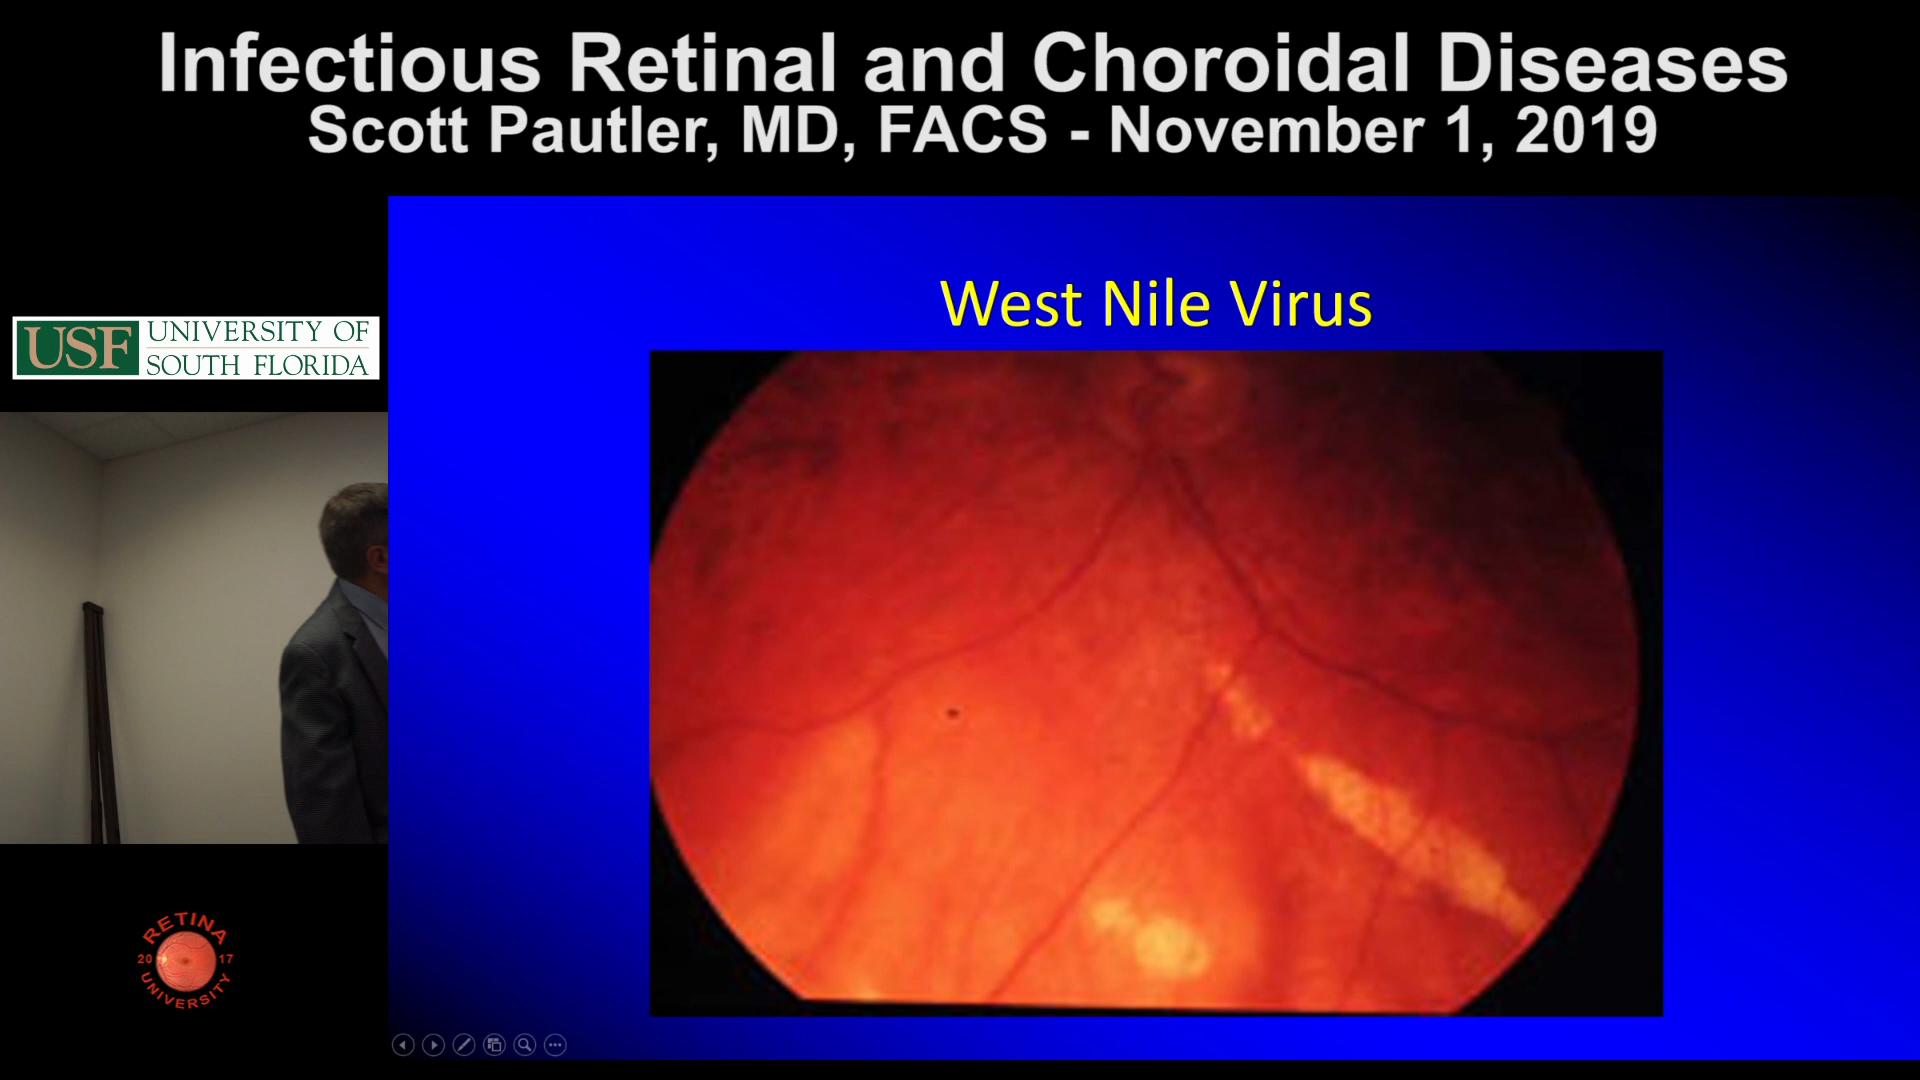 Infectious Retinal and Choroidal Diseases
Scott Pautler, MD, FACS - November 1, 2019
West Nile Virus
USF UNIVERSITY OF
SOUTH FLORIDA
RETINA
20 17
UNIVERSITY